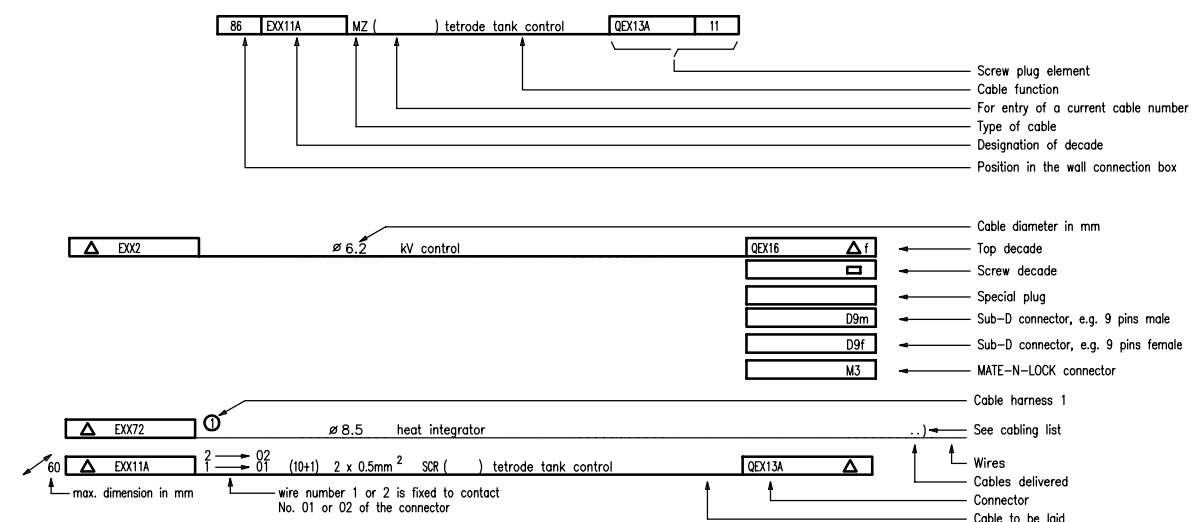 86 EXX11A MZ ( ) tetrode tank control QEX13A 11
Screw plug element
Cable function
For entry of a current cable number
Type of cable
Designation of decade
Position in the wall connection box
Cable diameter in mm
△ EXX2 ⌀ 6.2 kV control QEX16 △ f Top decade
Screw decade
Special plug
D9m Sub-D connector, e.g. 9 pins male
D9f Sub-D connector, e.g. 9 pins female
M3 MATE-N-LOCK connector
Cable harness 1
△ EXX72 ① ⌀ 8.5 heat integrator ..) See cabling list
2 → 02
60 △ EXX11A 1 → 01 (10+1) 2 x 0.5mm² SCR ( ) tetrode tank control QEX13A △
Wires
Cables delivered
max. dimension in mm wire number 1 or 2 is fixed to contact Connector
No. 01 or 02 of the connector
Cable to be laid